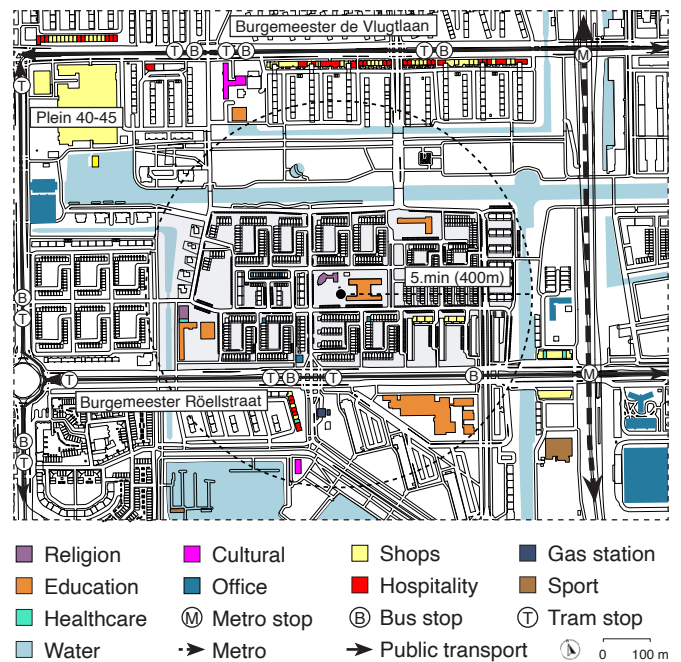 Burgemeester de Vlugtlaan
T B T B T B
M
T
Plein 40-45
5.min (400m)
B
T
T B T B M
Burgemeester Röellstraat
B
T
Religion Cultural Shops Gas station
Education Office Hospitality Sport
Healthcare M Metro stop B Bus stop T Tram stop
Water Metro Public transport 0 100 m